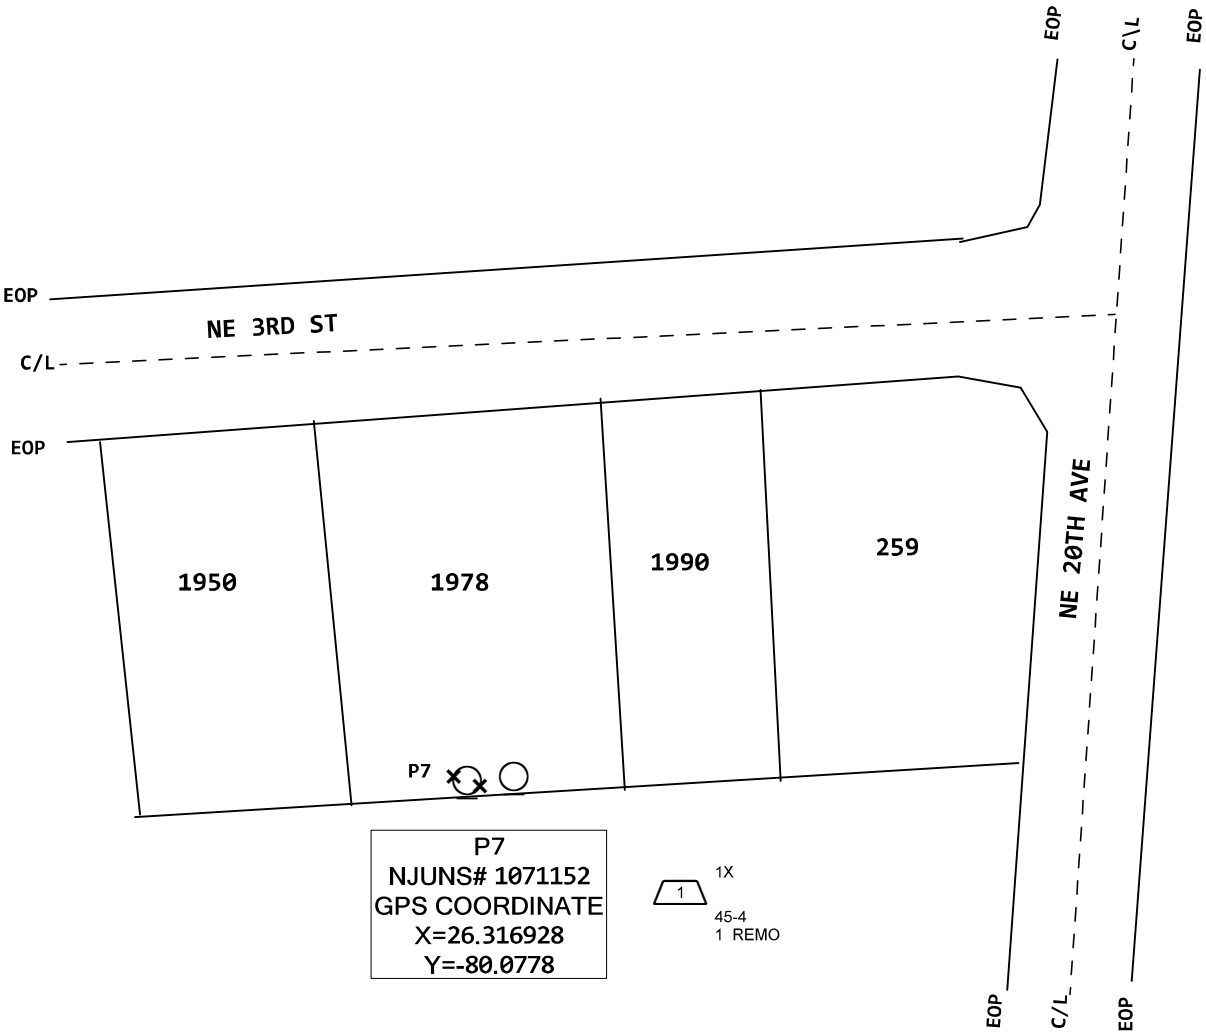 EOP
C\L
EOP
EOP
NE 3RD ST
C/L
EOP
NE 20TH AVE
1950
1978
1990
259
P7
P7
NJUNS# 1071152
GPS COORDINATE
X=26.316928
Y=-80.0778
1X
1
45-4
1 REMO
EOP
C/L
EOP